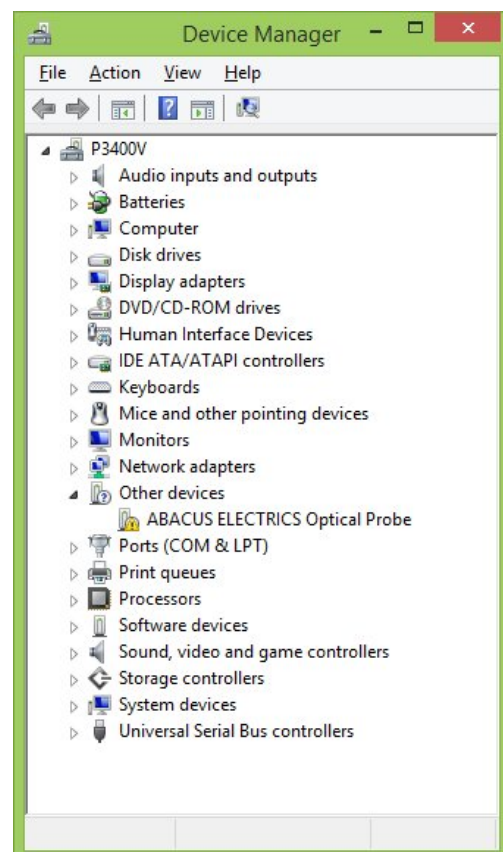 Device Manager
File Action View Help
P3400V
Audio inputs and outputs
Batteries
Computer
Disk drives
Display adapters
DVD/CD-ROM drives
Human Interface Devices
IDE ATA/ATAPI controllers
Keyboards
Mice and other pointing devices
Monitors
Network adapters
Other devices
ABACUS ELECTRICS Optical Probe
Ports (COM & LPT)
Print queues
Processors
Software devices
Sound, video and game controllers
Storage controllers
System devices
Universal Serial Bus controllers